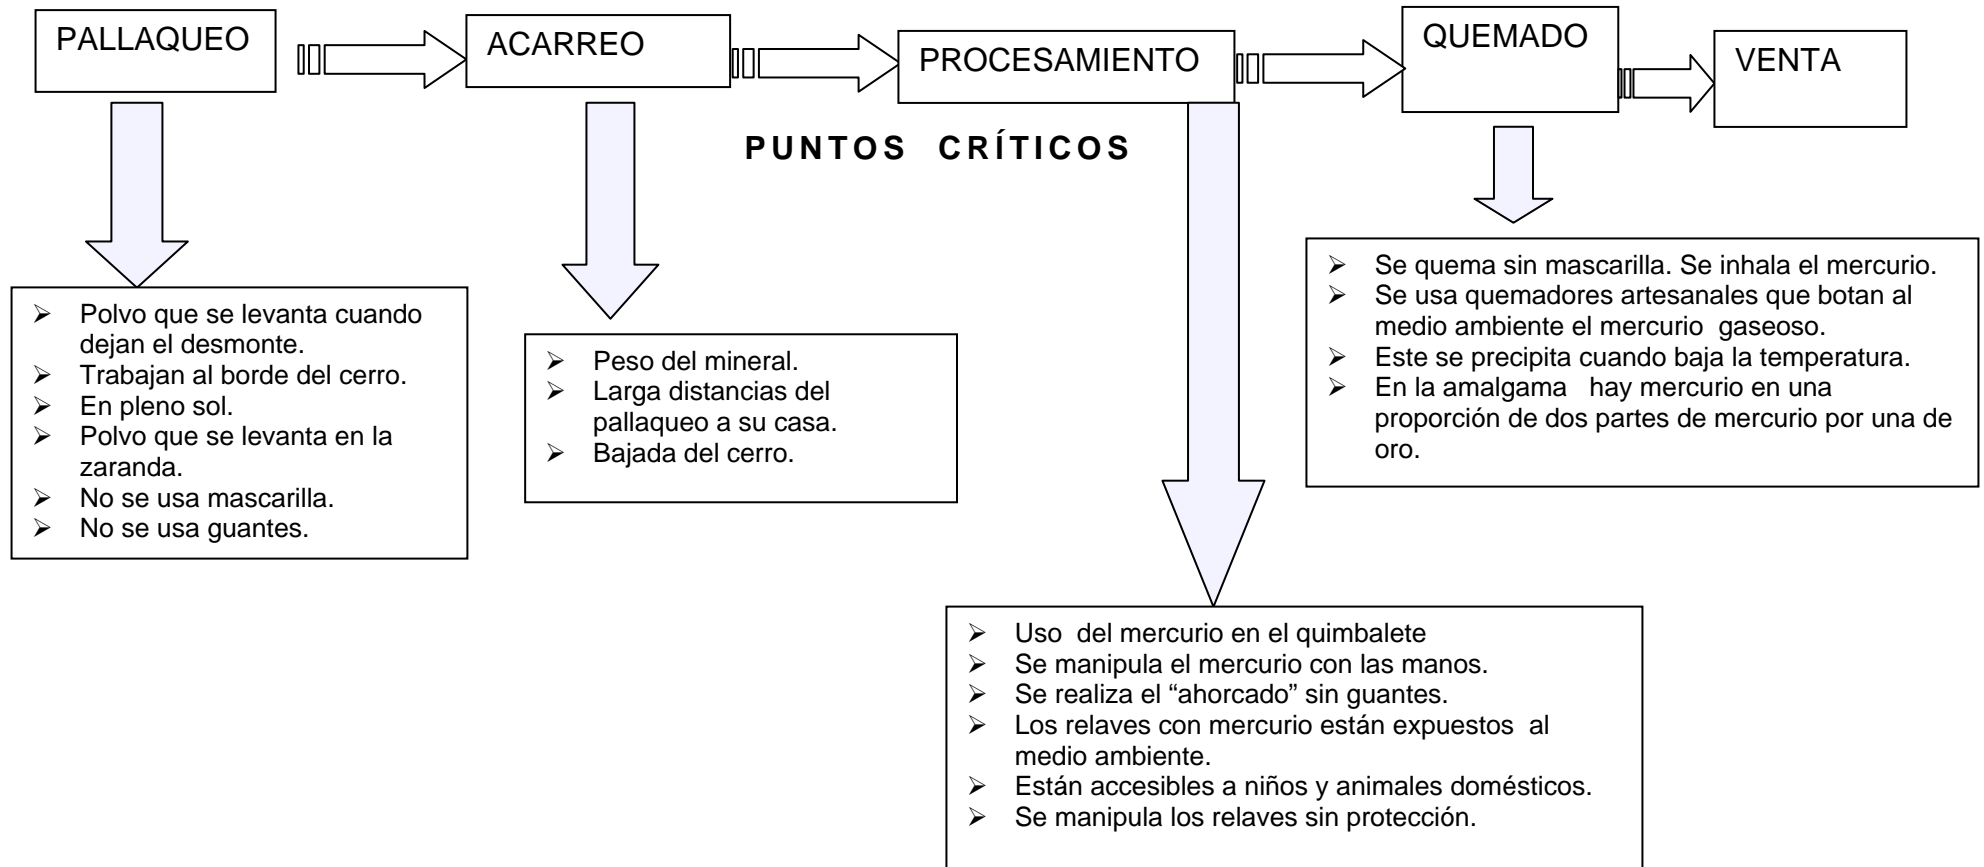 PALLAQUEO
ACARREO
PROCESAMIENTO
QUEMADO
VENTA
PUNTOS CRÍTICOS
➢ Polvo que se levanta cuando
dejan el desmonte.
➢ Trabajan al borde del cerro.
➢ En pleno sol.
➢ Polvo que se levanta en la
zaranda.
➢ No se usa mascarilla.
➢ No se usa guantes.
➢ Peso del mineral.
➢ Larga distancias del
pallaqueo a su casa.
➢ Bajada del cerro.
➢ Uso del mercurio en el quimbalete
➢ Se manipula el mercurio con las manos.
➢ Se realiza el “ahorcado” sin guantes.
➢ Los relaves con mercurio están expuestos al
medio ambiente.
➢ Están accesibles a niños y animales domésticos.
➢ Se manipula los relaves sin protección.
➢ Se quema sin mascarilla. Se inhala el mercurio.
➢ Se usa quemadores artesanales que botan al
medio ambiente el mercurio gaseoso.
➢ Este se precipita cuando baja la temperatura.
➢ En la amalgama hay mercurio en una
proporción de dos partes de mercurio por una de
oro.